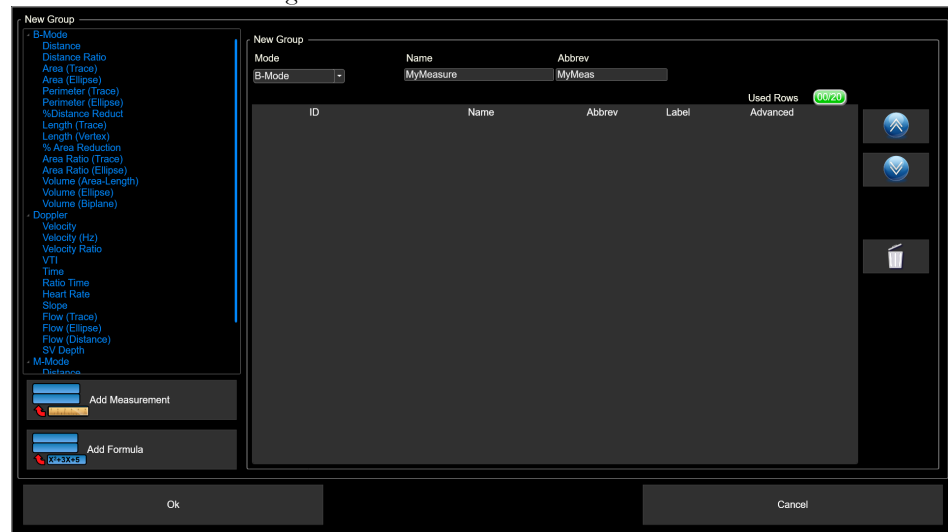 New Group
- B-Mode
Distance
Distance Ratio
Area (Trace)
Area (Ellipse)
Perimeter (Trace)
Perimeter (Ellipse)
%Distance Reduct
Length (Trace)
Length (Vertex)
% Area Reduction
Area Ratio (Trace)
Area Ratio (Ellipse)
Volume (Area-Length)
Volume (Ellipse)
Volume (Biplane)
- Doppler
Velocity
Velocity (Hz)
Velocity Ratio
VTI
Time
Ratio Time
Heart Rate
Slope
Flow (Trace)
Flow (Ellipse)
Flow (Distance)
SV Depth
- M-Mode
Distance
Add Measurement
Add Formula
X²+3X+5
New Group
Mode Name Abbrev
B-Mode MyMeasure MyMeas
Used Rows 00/20
ID Name Abbrev Label Advanced
Ok Cancel